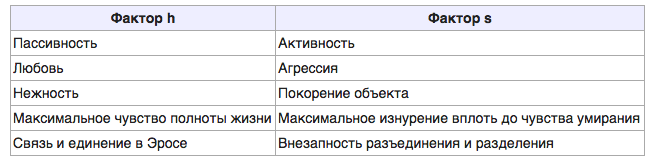 Фактор h Фактор s
Пассивность Активность
Любовь Агрессия
Нежность Покорение объекта
Максимальное чувство полноты жизни Максимальное изнурение вплоть до чувства умирания
Связь и единение в Эросе Внезапность разъединения и разделения